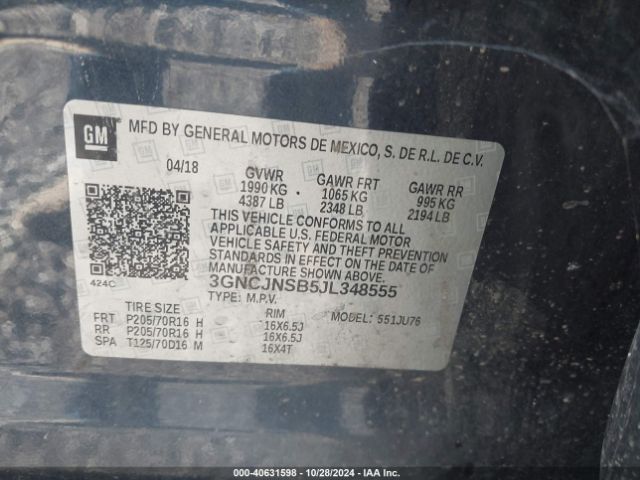 GM
MFD BY GENERAL MOTORS DE MEXICO, S. DE R.L. DE C.V.
04/18 GVWR GAWR FRT GAWR RR
1990 KG 1065 KG 995 KG
4387 LB 2348 LB 2194 LB
THIS VEHICLE CONFORMS TO ALL
APPLICABLE U.S. FEDERAL MOTOR
VEHICLE SAFETY AND THEFT PREVENTION
STANDARDS IN EFFECT ON THE DATE OF
MANUFACTURE SHOWN ABOVE.
424C 3GNCJNSB5JL348555
TYPE: M.P.V. MODEL: 551JU76
TIRE SIZE RIM
FRT P205/70R16 H 16X6.5J
RR P205/70R16 H 16X6.5J
SPA T125/70D16 M 16X4T
000-40631598 - 10/28/2024 - IAA Inc.